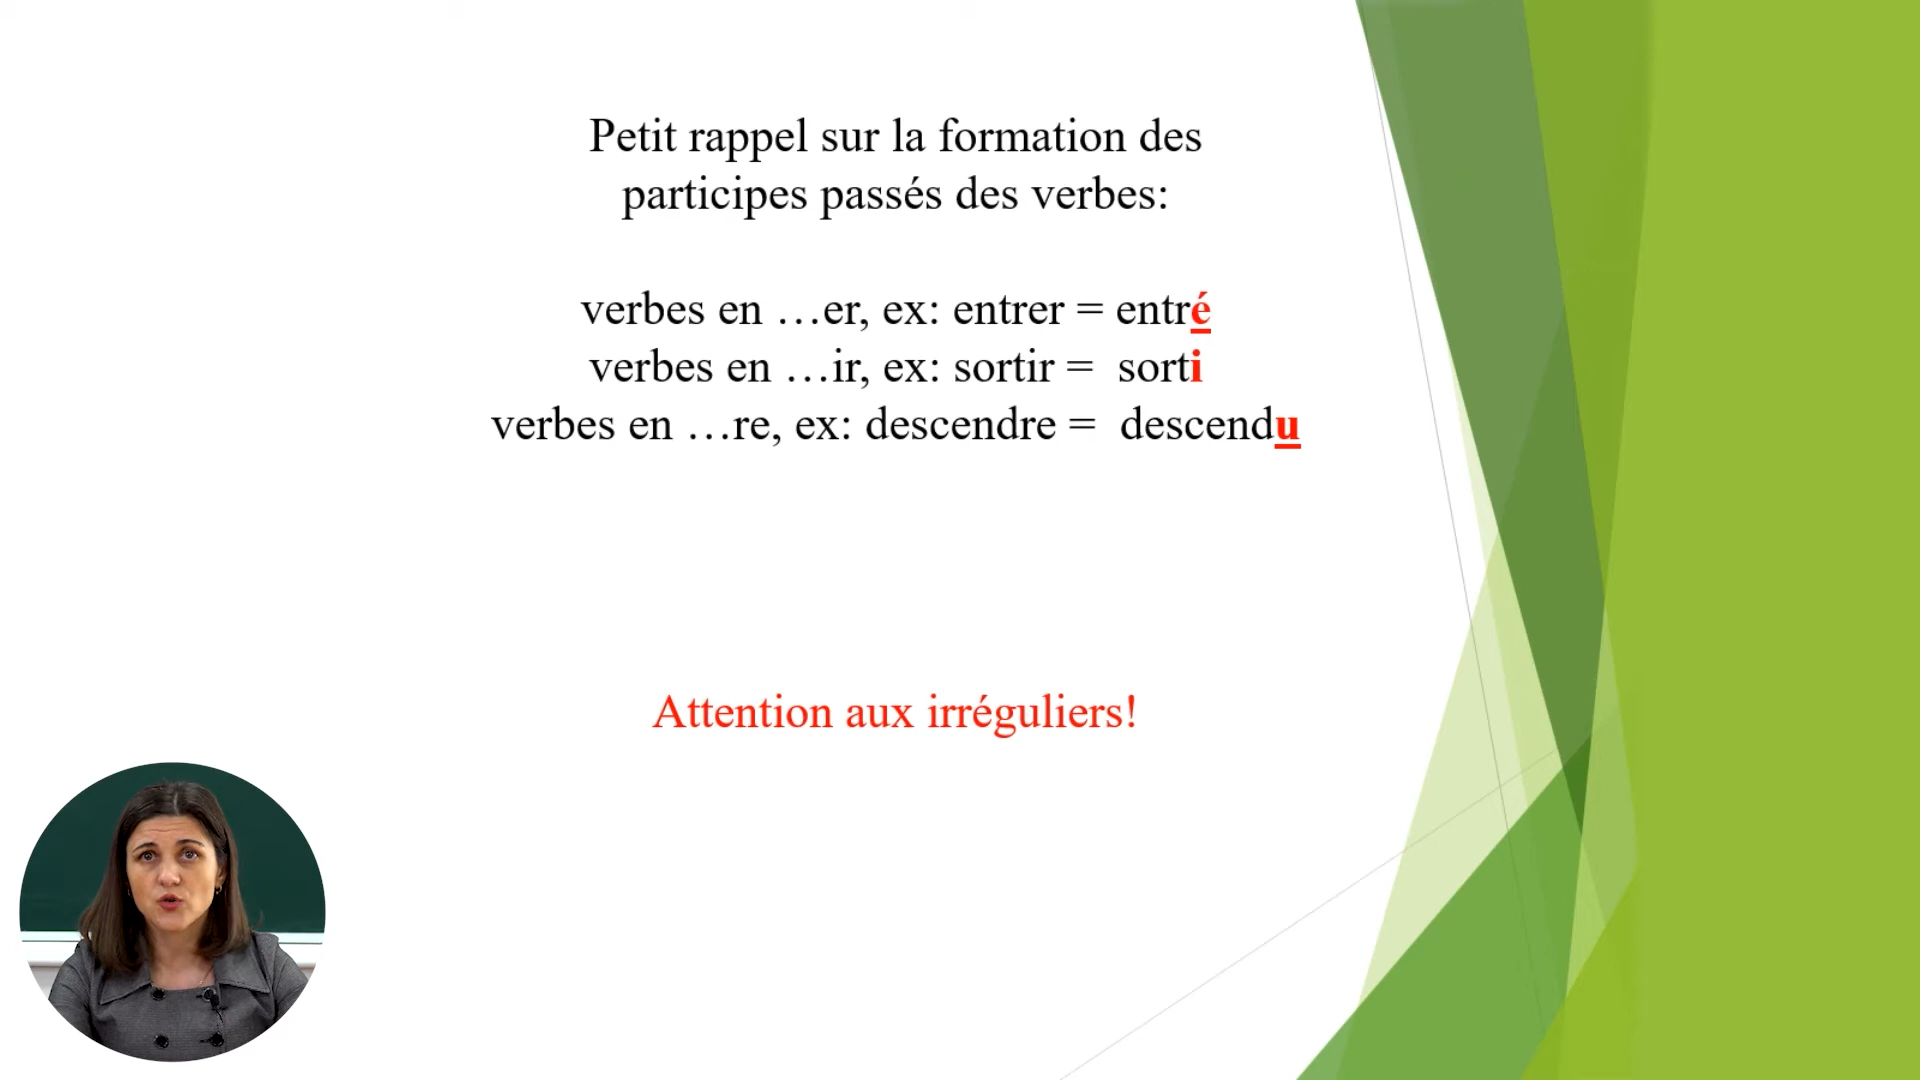 Petit rappel sur la formation des
participes passés des verbes:
verbes en …er, ex: entrer = entré
verbes en …ir, ex: sortir = sorti
verbes en …re, ex: descendre = descendu
Attention aux irréguliers!